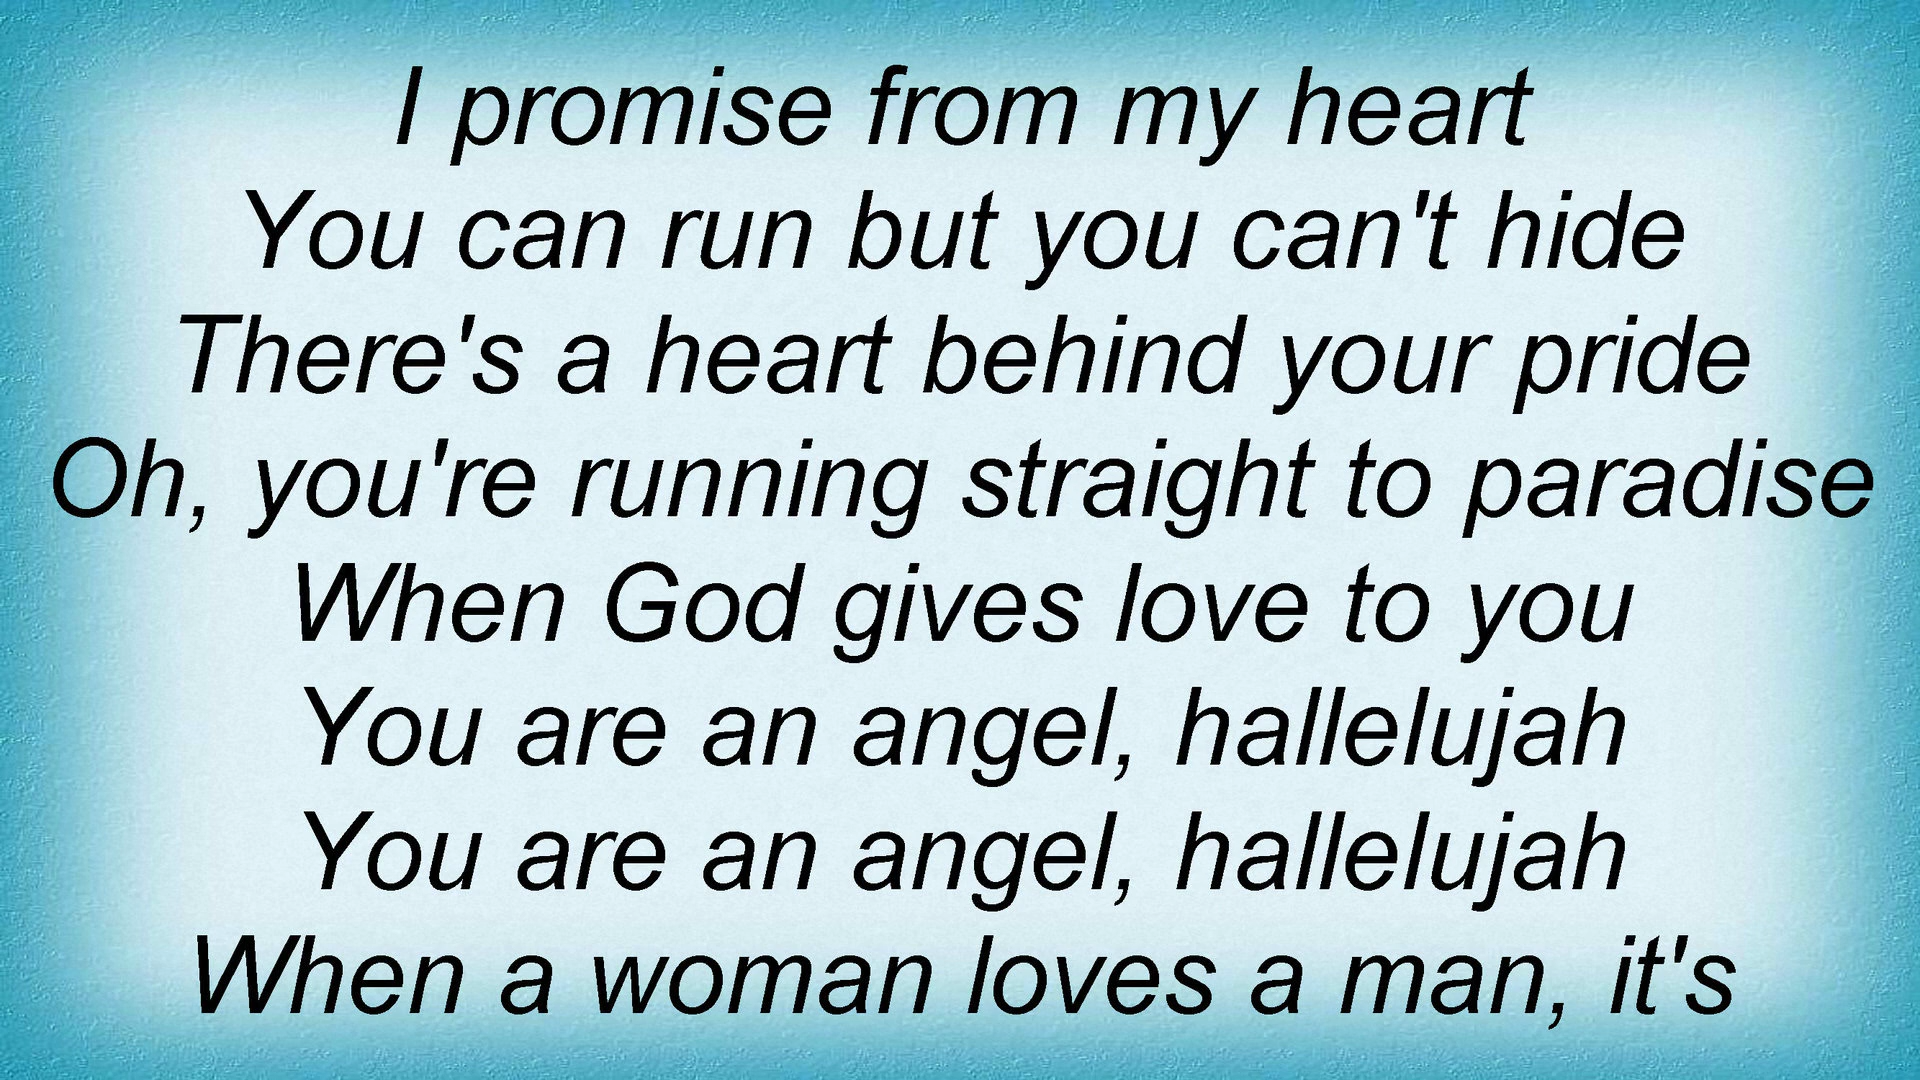 I promise from my heart
You can run but you can't hide
There's a heart behind your pride
Oh, you're running straight to paradise
When God gives love to you
You are an angel, hallelujah
You are an angel, hallelujah
When a woman loves a man, it's